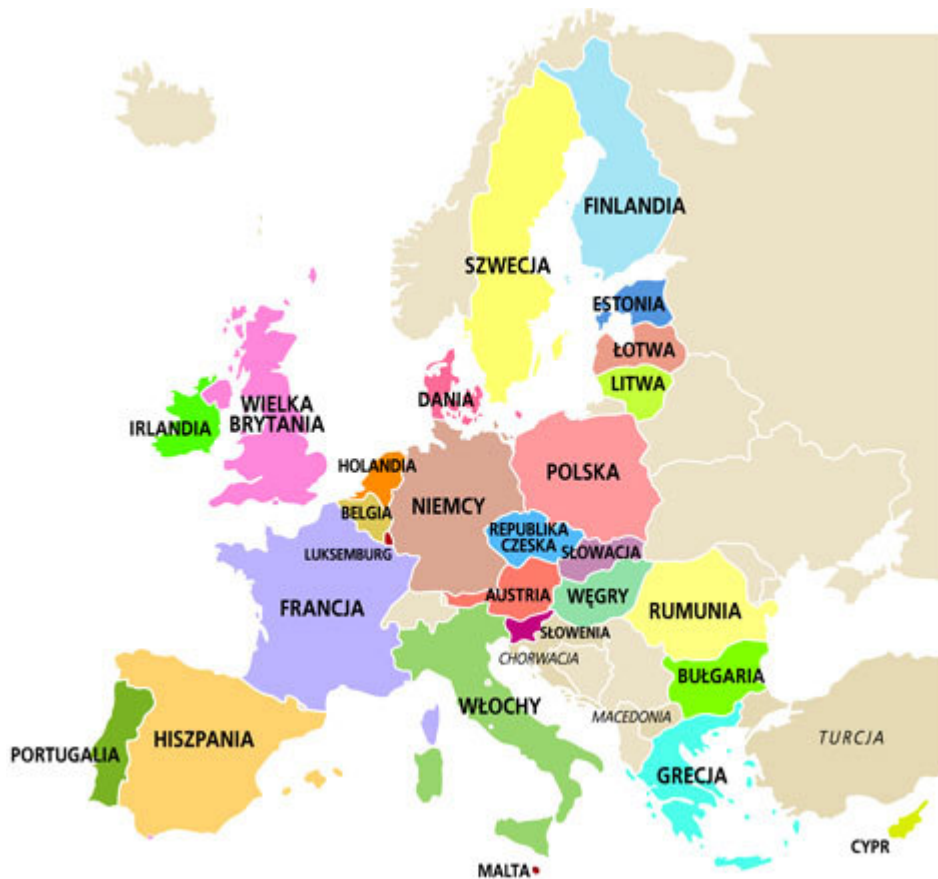 FINLANDIA
SZWECJA
ESTONIA
ŁOTWA
LITWA
DANIA
WIELKA
BRYTANIA
IRLANDIA
HOLANDIA
POLSKA
NIEMCY
BELGIA
REPUBLIKA
CZESKA
SŁOWACJA
LUKSEMBURG
AUSTRIA
WĘGRY
FRANCJA
RUMUNIA
SŁOWENIA
CHORWACJA
BUŁGARIA
WŁOCHY
MACEDONIA
HISZPANIA
TURCJA
PORTUGALIA
GRECJA
CYPR
MALTA